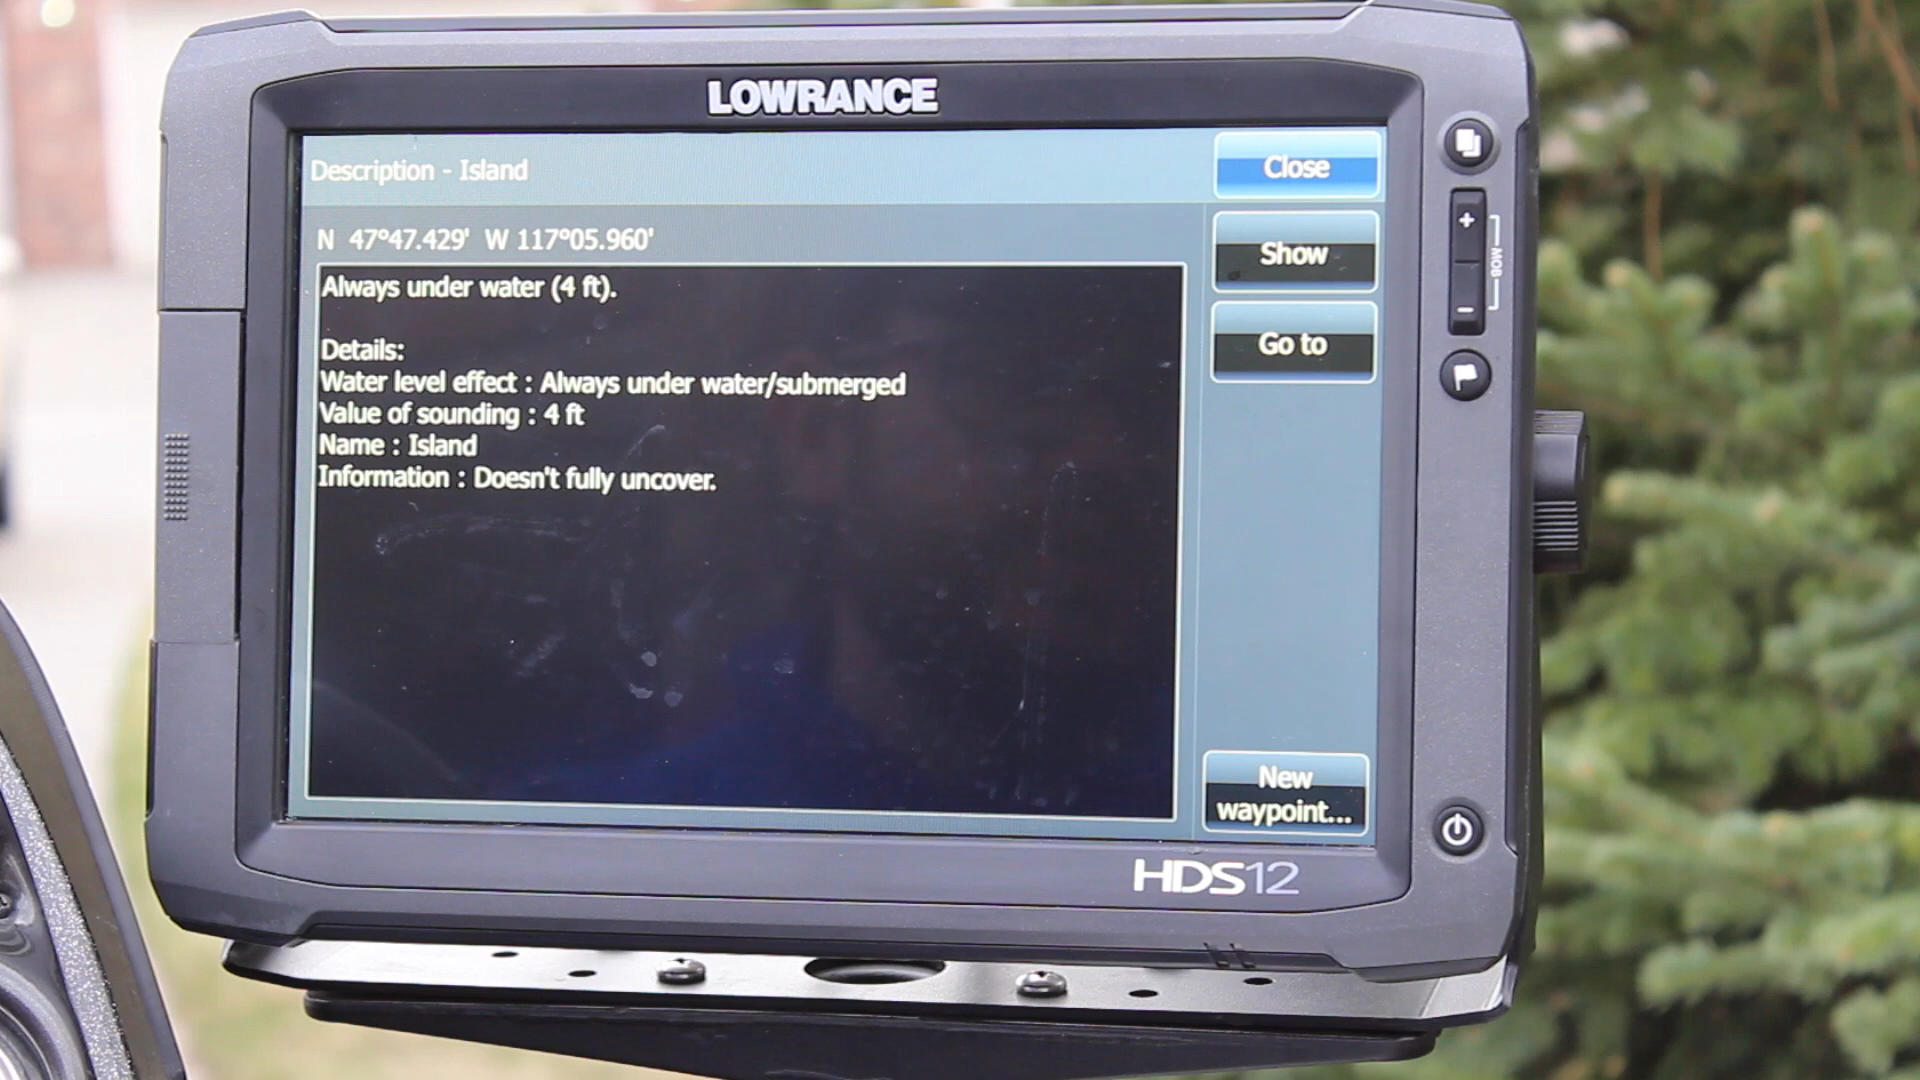 LOWRANCE
Description - Island
Close
N 47°47.429' W 117°05.960'
Show
Always under water (4 ft).
Go to
Details:
Water level effect : Always under water/submerged
Value of sounding : 4 ft
Name : Island
Information : Doesn't fully uncover.
New
waypoint...
HDS12
+
MOB
-